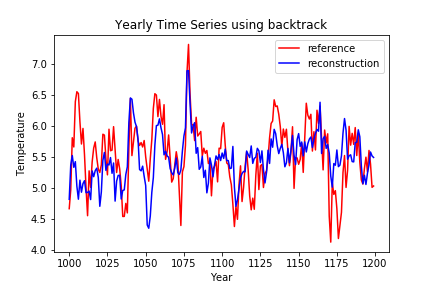 Yearly Time Series using backtrack
reference
reconstruction
Temperature
7.0
6.5
6.0
5.5
5.0
4.5
4.0
1000 1025 1050 1075 1100 1125 1150 1175 1200
Year